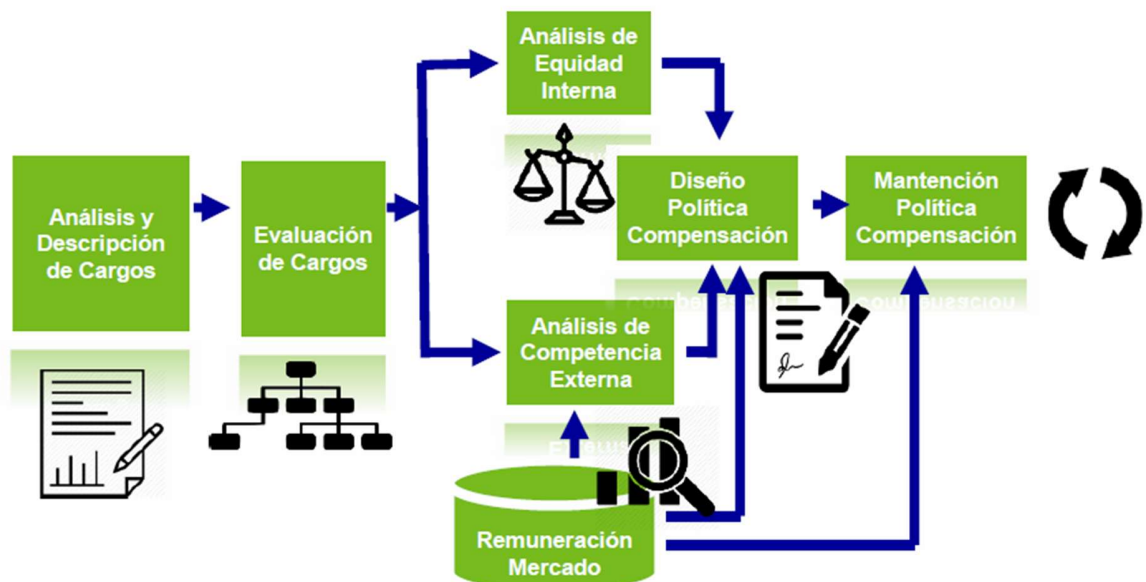 Análisis y
Descripción
de Cargos
Evaluación
de Cargos
Análisis de
Equidad
Interna
Diseño
Política
Compensación
Mantención
Política
Compensación
Análisis de
Competencia
Externa
Remuneración
Mercado